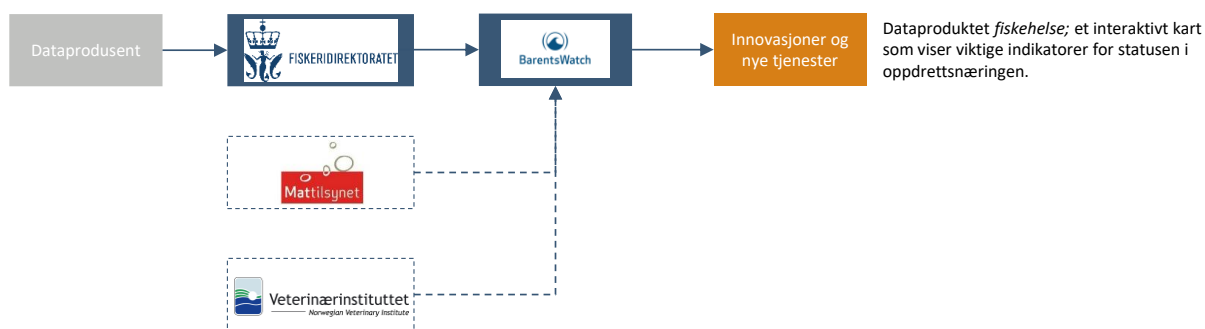 Dataprodusent
FISKERIDIREKTORATET
BarentsWatch
Innovasjoner og
nye tjenester
Dataproduktet fiskehelse; et interaktivt kart
som viser viktige indikatorer for statusen i
oppdrettsnæringen.
Mattilsynet
Veterinærinstituttet
Norwegian Veterinary Institute